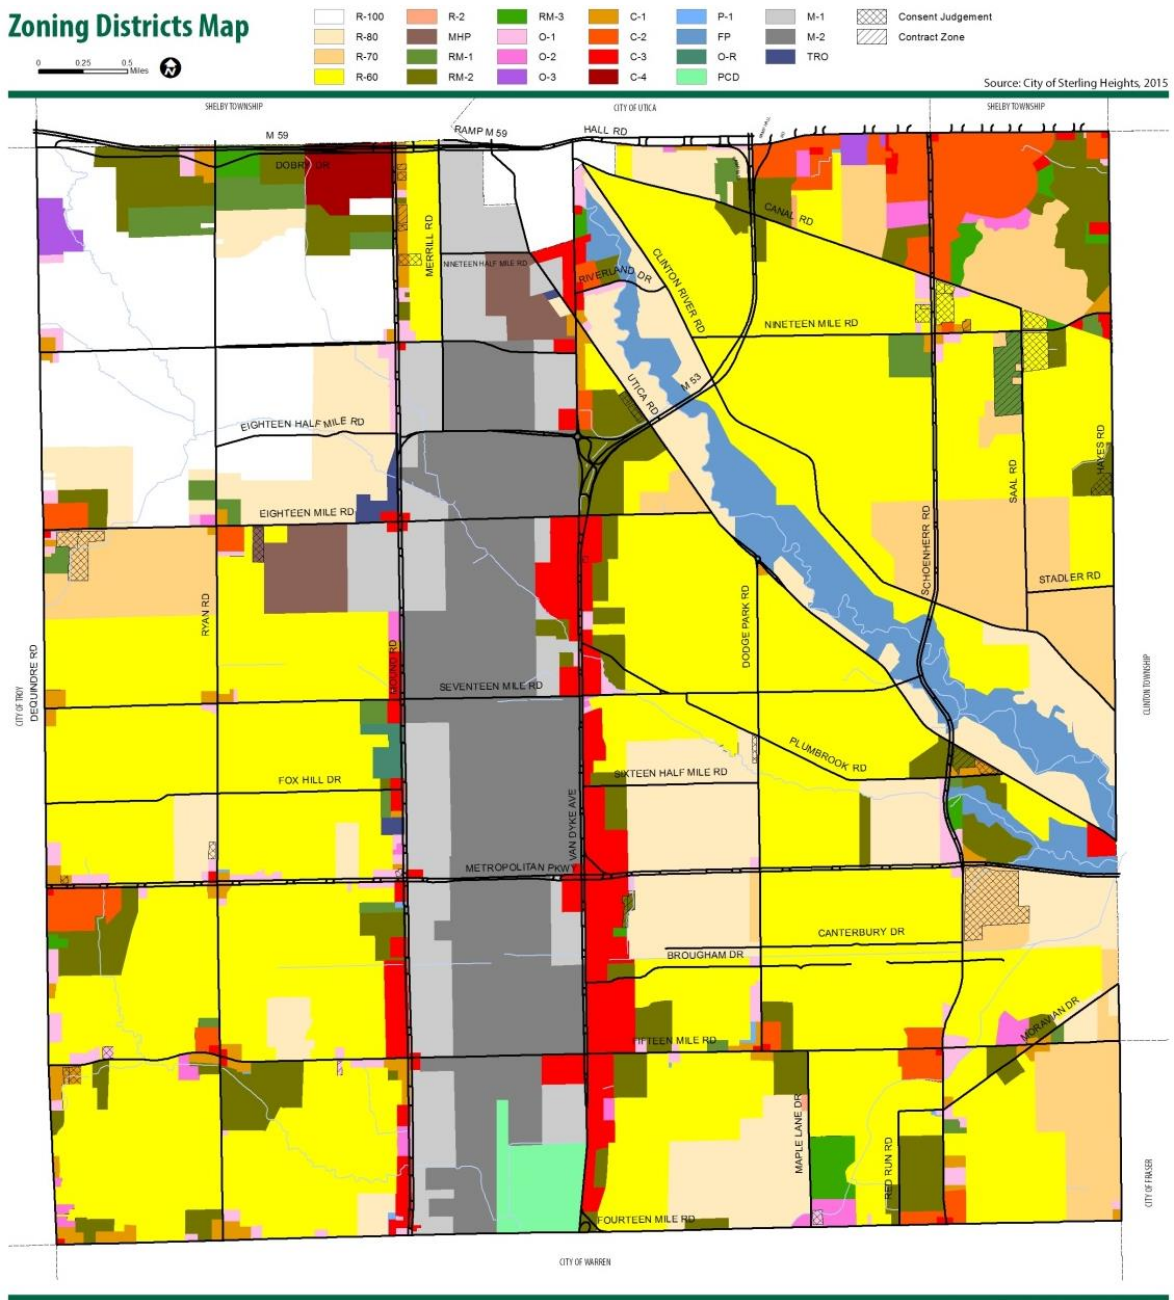 Zoning Districts Map
0 0.25 0.5
Miles
N
R-100
R-80
R-70
R-60
R-2
MHP
RM-1
RM-2
RM-3
O-1
O-2
O-3
C-1
C-2
C-3
C-4
P-1
FP
O-R
PCD
M-1
M-2
TRO
Consent Judgement
Contract Zone
Source: City of Sterling Heights, 2015
SHELBY TOWNSHIP
CITY OF UTICA
SHELBY TOWNSHIP
M 59
RAMP M 59
HALL RD
DOBRY DR
CANAL RD
MERRILL RD
NINETEEN HALF MILE RD
RIVERLAND DR
CLINTON RIVER RD
NINETEEN MILE RD
UTICA RD
M 53
EIGHTEEN HALF MILE RD
HAYES RD
SAAL RD
EIGHTEEN MILE RD
SCHOENHERR RD
STADLER RD
RYAN RD
DODGE PARK RD
MOUND RD
CITY OF TROY
DEQUINDRE RD
SEVENTEEN MILE RD
CLINTON TOWNSHIP
PLUMBROOK RD
SIXTEEN HALF MILE RD
FOX HILL DR
VAN DYKE AVE
METROPOLITAN PKWY
CANTERBURY DR
BROUGHAM DR
MORAVIAN DR
FIFTEEN MILE RD
MAPLE LANE DR
RED RUN RD
CITY OF FRASER
FOURTEEN MILE RD
CITY OF WARREN